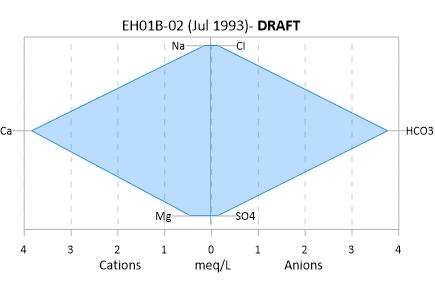 EH01B-02 (Jul 1993)- DRAFT
Na Cl
Ca HCO3
Mg SO4
4 3 2 1 0 1 2 3 4
Cations meq/L Anions